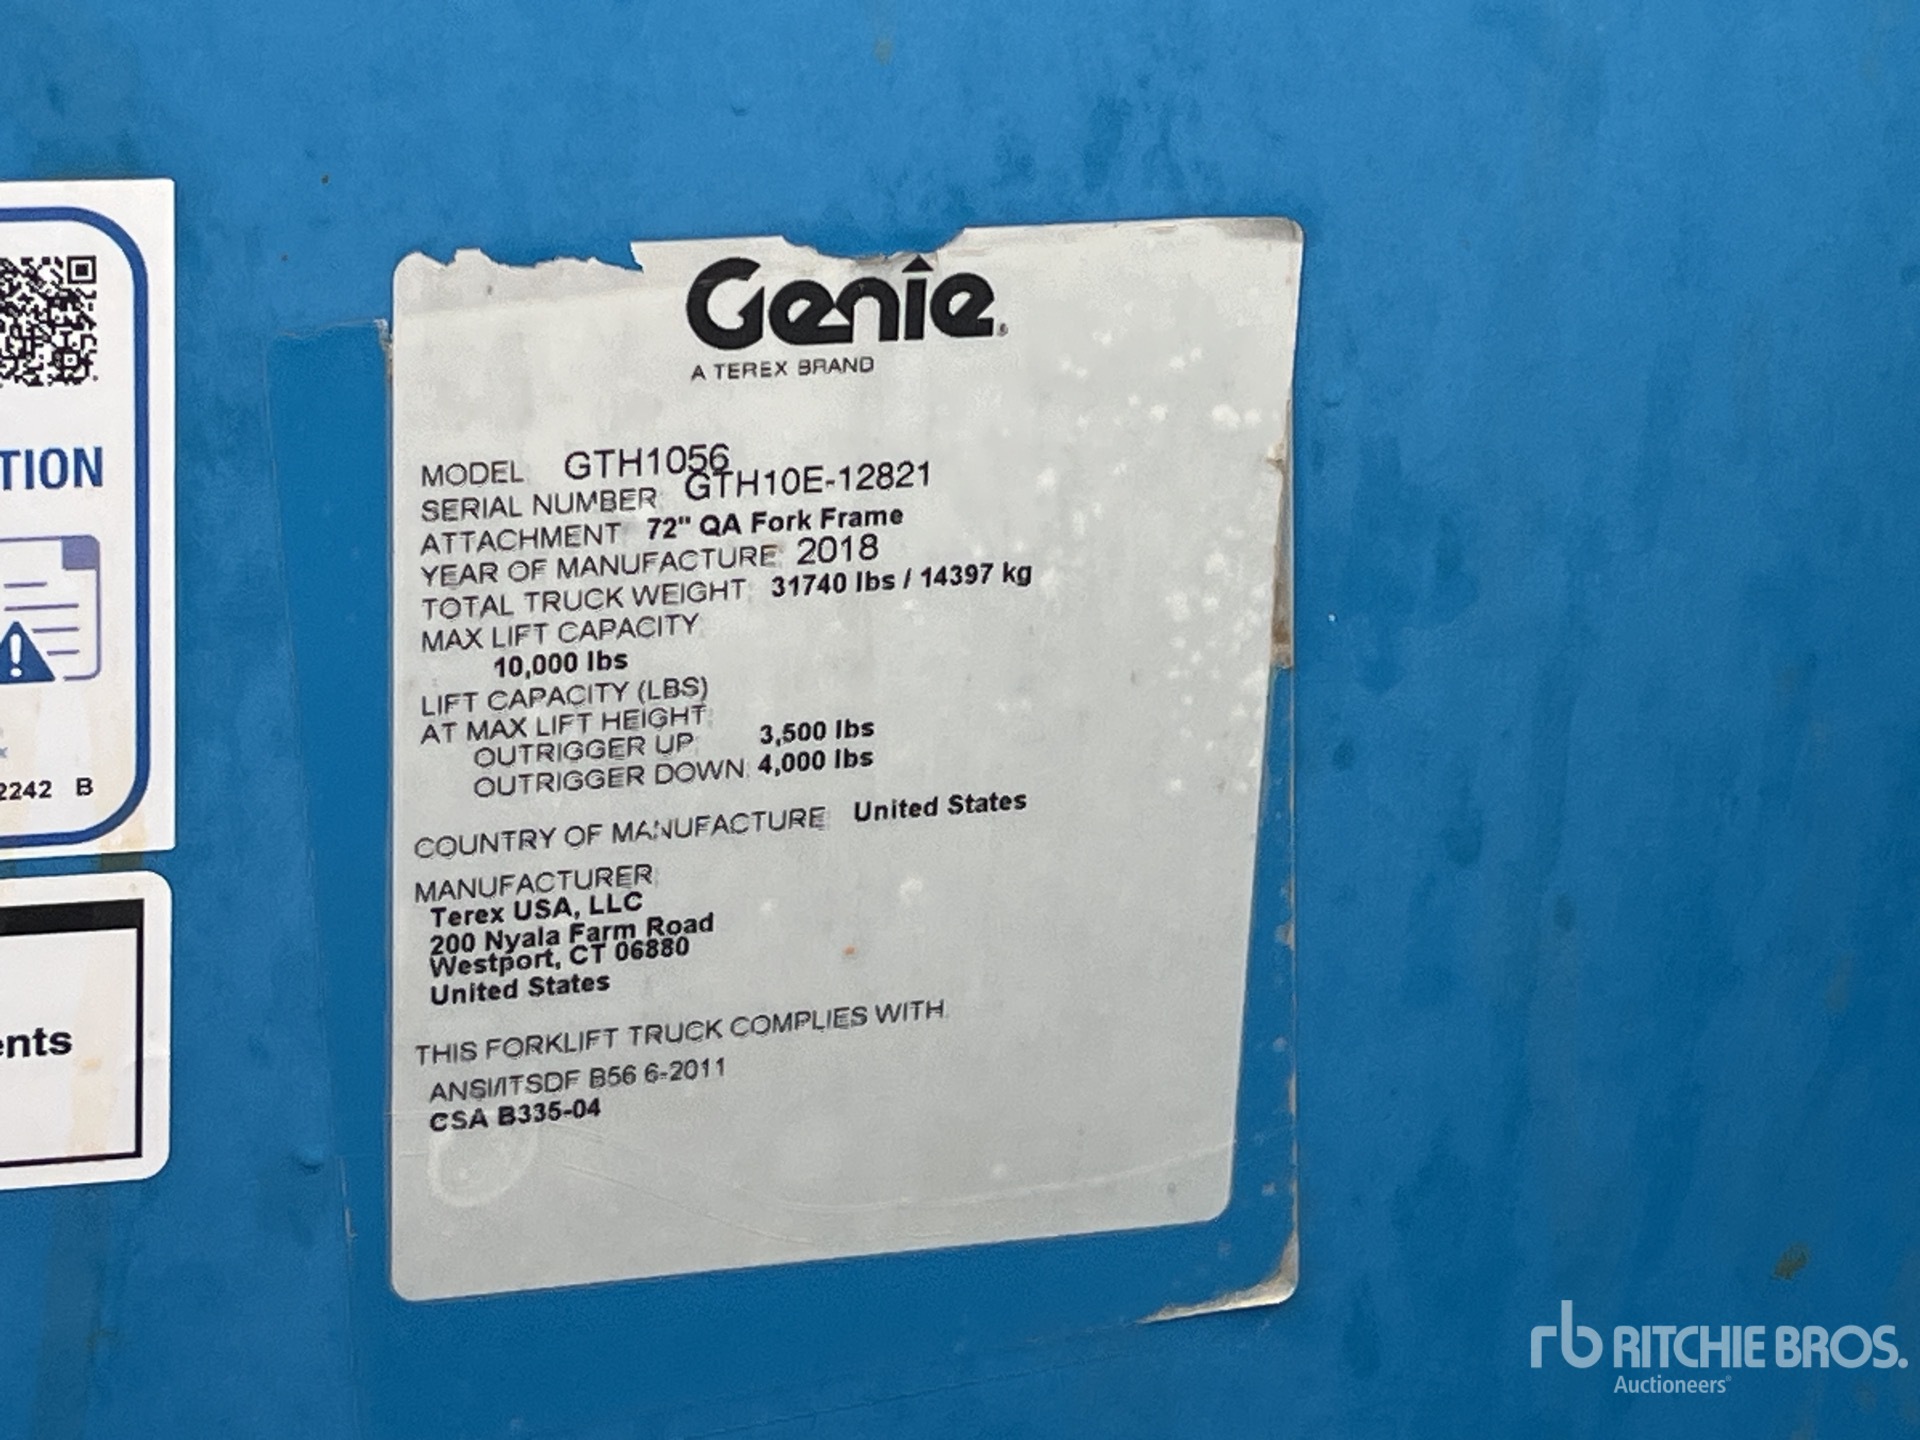 TION
2242 B
ents
Genie
A TEREX BRAND
MODEL GTH1056
SERIAL NUMBER GTH10E-12821
ATTACHMENT 72" QA Fork Frame
YEAR OF MANUFACTURE 2018
TOTAL TRUCK WEIGHT 31740 lbs / 14397 kg
MAX LIFT CAPACITY
10,000 lbs
LIFT CAPACITY (LBS)
AT MAX LIFT HEIGHT
OUTRIGGER UP 3,500 lbs
OUTRIGGER DOWN 4,000 lbs
COUNTRY OF MANUFACTURE United States
MANUFACTURER
Terex USA, LLC
200 Nyala Farm Road
Westport, CT 06880
United States
THIS FORKLIFT TRUCK COMPLIES WITH
ANSI/ITSDF B56 6-2011
CSA B335-04
rb RITCHIE BROS.
Auctioneers